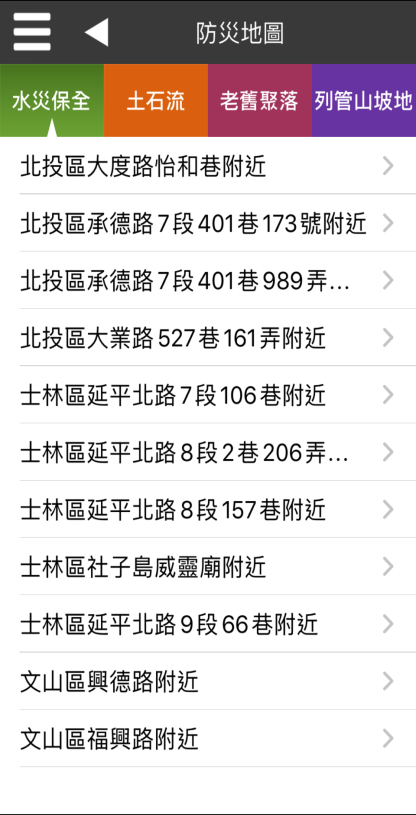 防災地圖
水災保全 土石流 老舊聚落 列管山坡地
北投區大度路怡和巷附近
北投區承德路7段401巷173號附近
北投區承德路7段401巷989弄...
北投區大業路527巷161弄附近
士林區延平北路7段106巷附近
士林區延平北路8段2巷206弄...
士林區延平北路8段157巷附近
士林區社子島威靈廟附近
士林區延平北路9段66巷附近
文山區興德路附近
文山區福興路附近